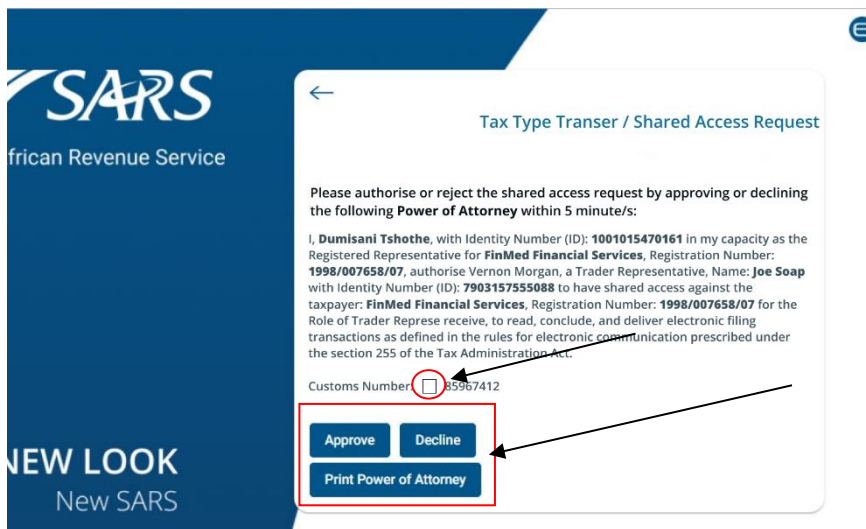 SARS
frican Revenue Service
Tax Type Transer / Shared Access Request
Please authorise or reject the shared access request by approving or declining
the following Power of Attorney within 5 minute/s:
I, Dumisani Tshothe, with Identity Number (ID): 1001015470161 in my capacity as the
Registered Representative for FinMed Financial Services, Registration Number:
1998/007658/07, authorise Vernon Morgan, a Trader Representative, Name: Joe Soap
with Identity Number (ID): 7903157555088 to have shared access against the
taxpayer: FinMed Financial Services, Registration Number: 1998/007658/07 for the
Role of Trader Represe receive, to read, conclude, and deliver electronic filing
transactions as defined in the rules for electronic communication prescribed under
the section 255 of the Tax Administration Act.
Customs Number: 85967412
Approve Decline
Print Power of Attorney
NEW LOOK
New SARS